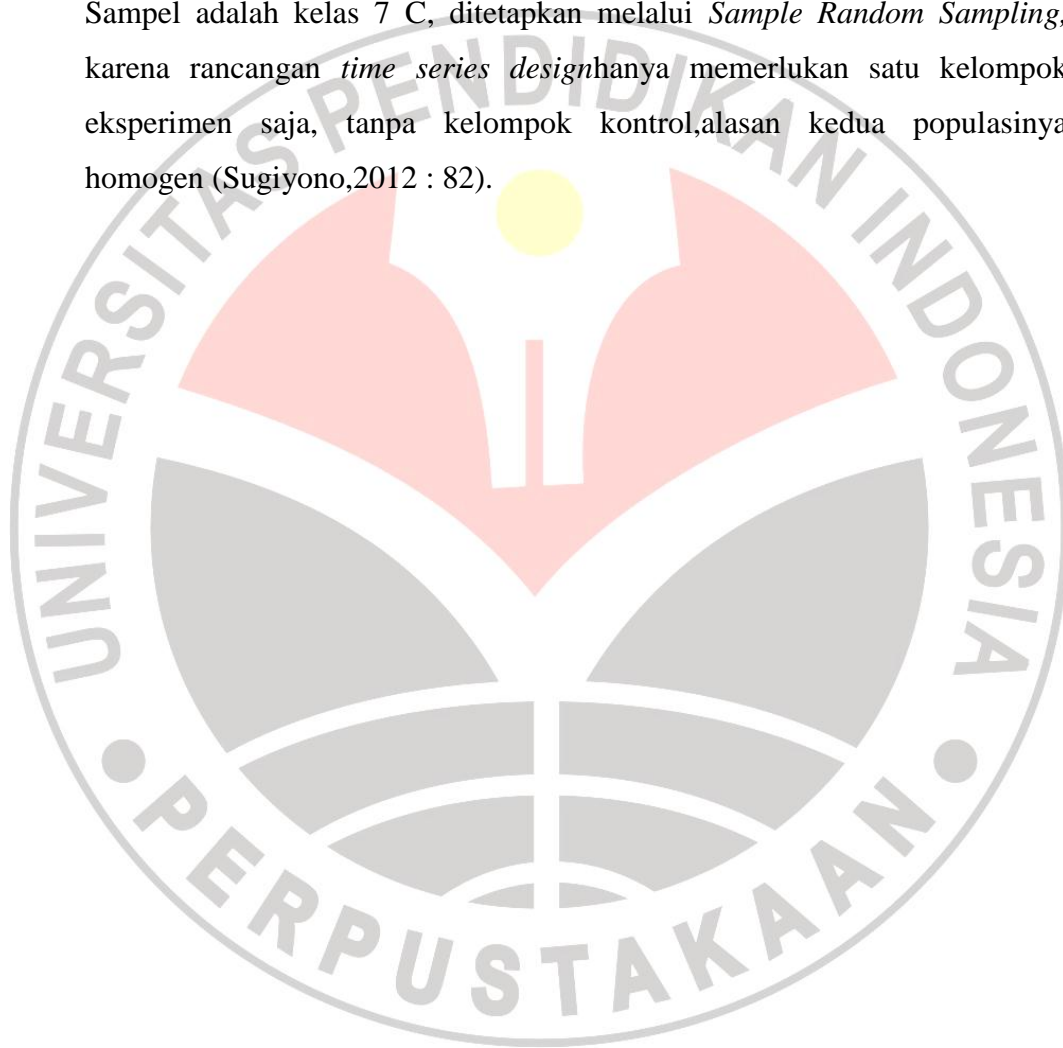 Sampel adalah kelas 7 C, ditetapkan melalui Sample Random Sampling,
karena rancangan time series designhanya memerlukan satu kelompok
eksperimen saja, tanpa kelompok kontrol,alasan kedua populasinya
homogen (Sugiyono,2012 : 82).
UNIVERSITAS PENDIDIKAN INDONESIA
PERPUSTAKAAN